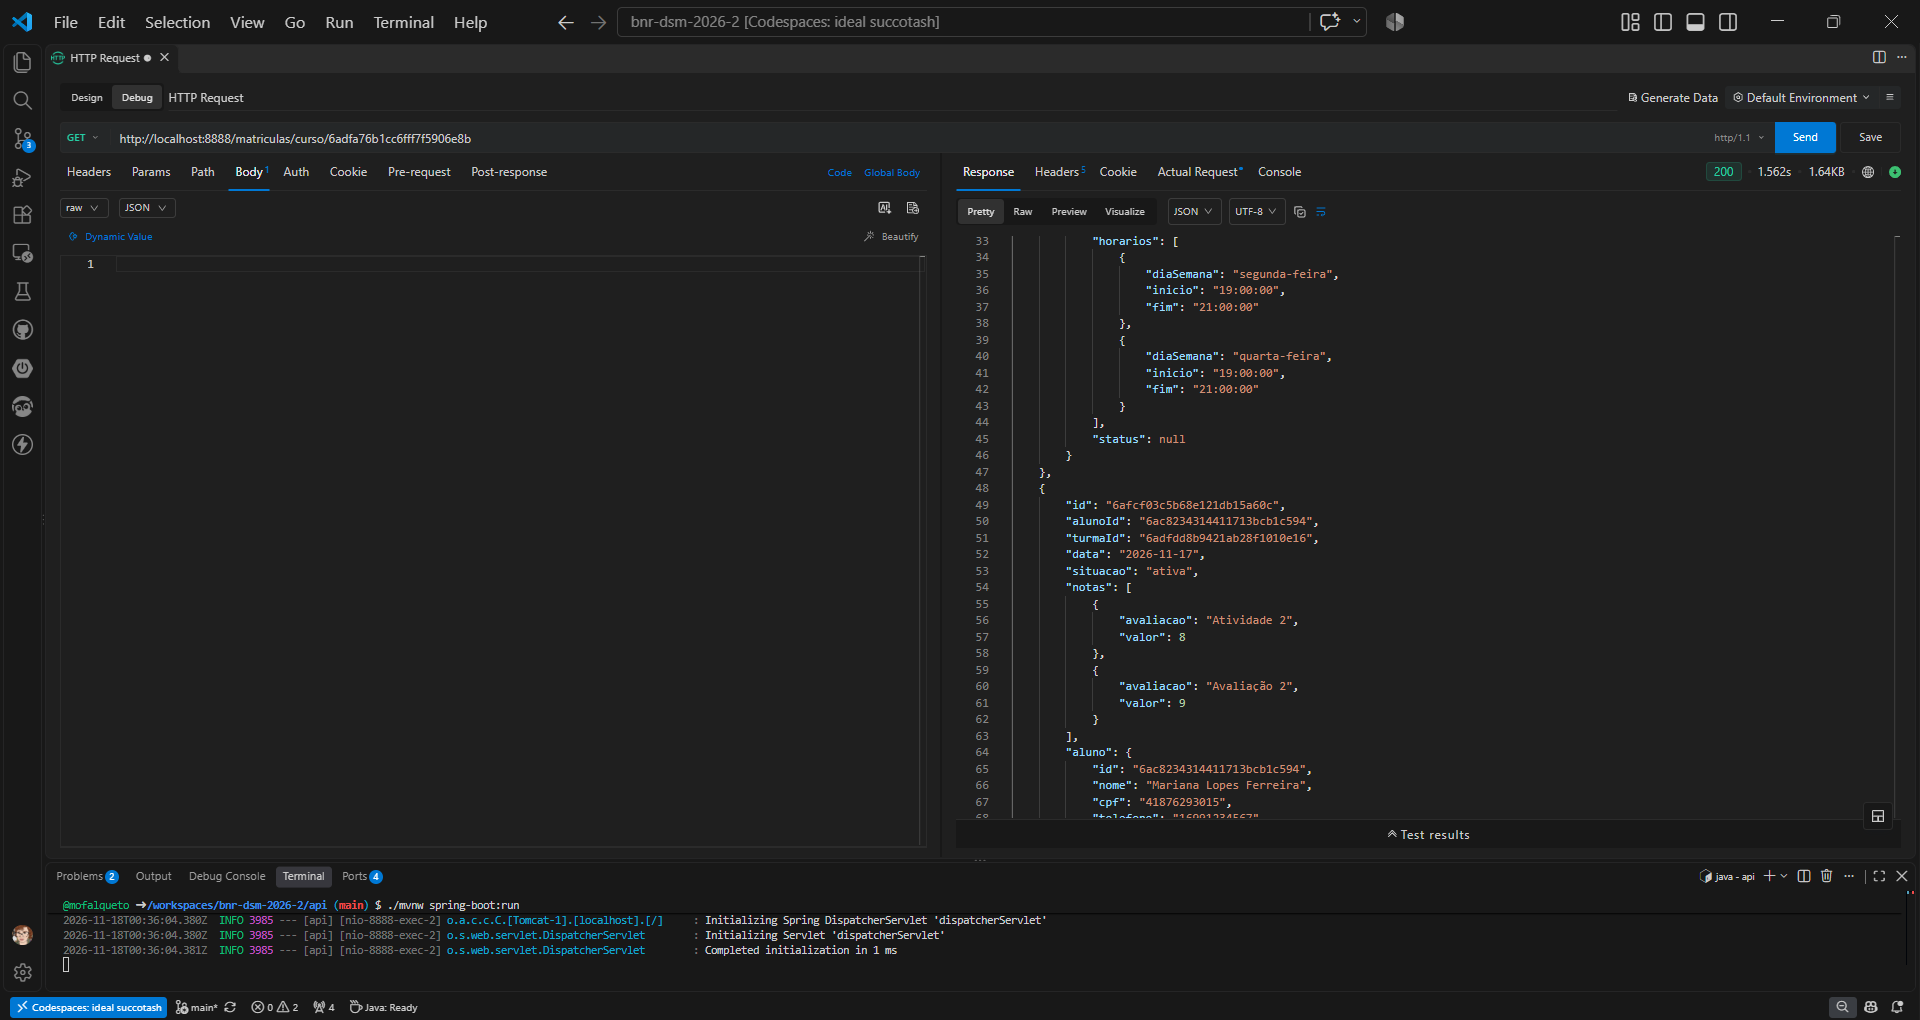 File Edit Selection View Go Run Terminal Help
bnr-dsm-2026-2 [Codespaces: ideal succotash]
HTTP Request
Design Debug HTTP Request
Generate Data Default Environment
GET http://localhost:8888/matriculas/curso/6adfa76b1cc6fff7f5906e8b http/1.1 Send Save
Headers Params Path Body 1 Auth Cookie Pre-request Post-response Code Global Body
raw JSON
Dynamic Value Beautify
1
Response Headers 5 Cookie Actual Request Console 200 1.562s 1.64KB
Pretty Raw Preview Visualize JSON UTF-8
33 "horarios": [
34 {
35 "diaSemana": "segunda-feira",
36 "inicio": "19:00:00",
37 "fim": "21:00:00"
38 },
39 {
40 "diaSemana": "quarta-feira",
41 "inicio": "19:00:00",
42 "fim": "21:00:00"
43 }
44 ],
45 "status": null
46 }
47 },
48 {
49 "id": "6afcf03c5b68e121db15a60c",
50 "alunoId": "6ac8234314411713bcb1c594",
51 "turmaId": "6adfdd8b9421ab28f1010e16",
52 "data": "2026-11-17",
53 "situacao": "ativa",
54 "notas": [
55 {
56 "avaliacao": "Atividade 2",
57 "valor": 8
58 },
59 {
60 "avaliacao": "Avaliação 2",
61 "valor": 9
62 }
63 ],
64 "aluno": {
65 "id": "6ac8234314411713bcb1c594",
66 "nome": "Mariana Lopes Ferreira",
67 "cpf": "41876293015",
68 "telefone": "16991234567"
Test results
Problems 2 Output Debug Console Terminal Ports 4 java - api
@mofalqueto ➜/workspaces/bnr-dsm-2026-2/api (main) $ ./mvnw spring-boot:run
2026-11-18T00:36:04.380Z INFO 3985 --- [api] [nio-8888-exec-2] o.a.c.c.C.[Tomcat-1].[localhost].[/] : Initializing Spring DispatcherServlet 'dispatcherServlet'
2026-11-18T00:36:04.380Z INFO 3985 --- [api] [nio-8888-exec-2] o.s.web.servlet.DispatcherServlet : Initializing Servlet 'dispatcherServlet'
2026-11-18T00:36:04.381Z INFO 3985 --- [api] [nio-8888-exec-2] o.s.web.servlet.DispatcherServlet : Completed initialization in 1 ms
3
Codespaces: ideal succotash main* 0 2 4 Java: Ready